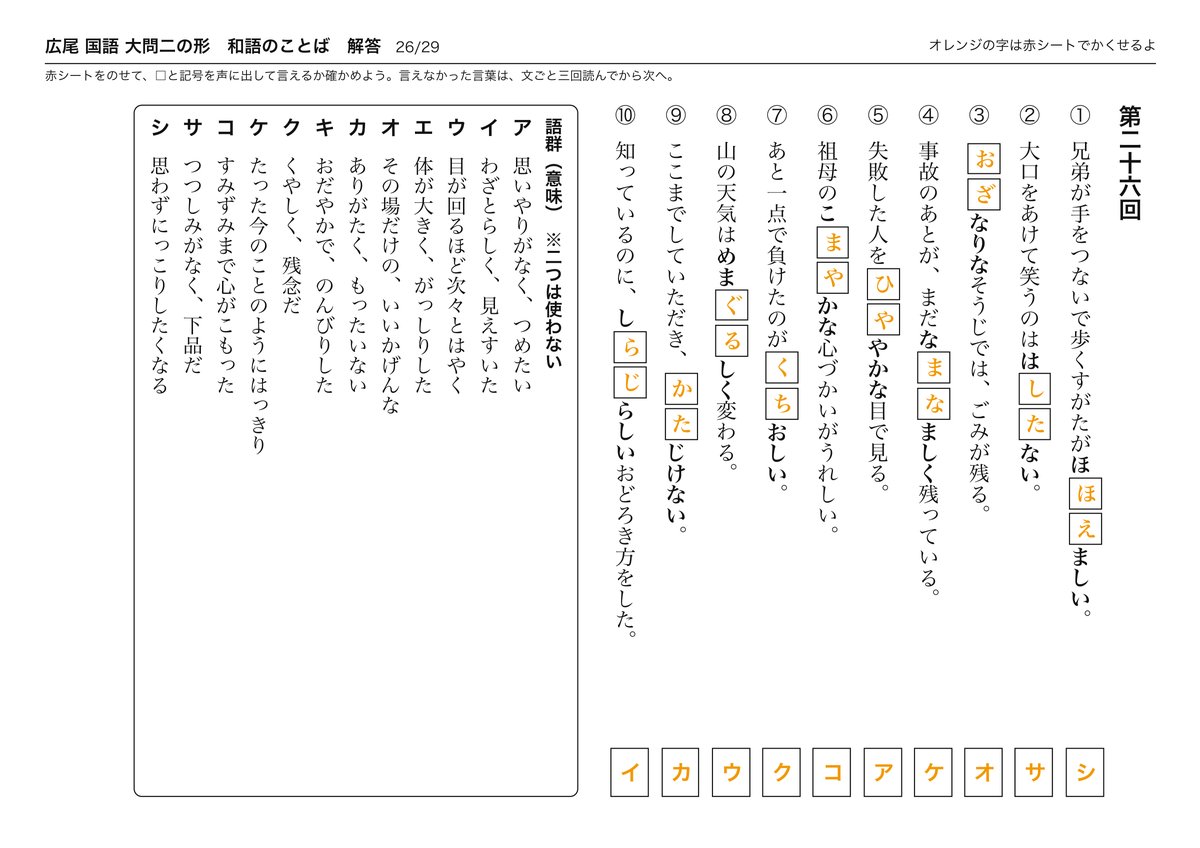 広尾 国語 大問二の形　和語のことば　解答　26/29
オレンジの字は赤シートでかくせるよ
赤シートをのせて、□と記号を声に出して言えるか確かめよう。言えなかった言葉は、文ごと三回読んでから次へ。
第二十六回
① 兄弟が手をつないで歩くすがたがほほえましい。 シ
② 大口をあけて笑うのははしたない。 サ
③ おざなりなそうじでは、ごみが残る。 オ
④ 事故のあとが、まだなまなましく残っている。 ケ
⑤ 失敗した人をひややかな目で見る。 ア
⑥ 祖母のこまやかな心づかいがうれしい。 コ
⑦ あと一点で負けたのがくちおしい。 ク
⑧ 山の天気はめまぐるしく変わる。 ウ
⑨ ここまでしていただき、かたじけない。 カ
⑩ 知っているのに、しらじらしいおどろき方をした。 イ
語群（意味）　※二つは使わない
ア　思いやりがなく、つめたい
イ　わざとらしく、見えすいた
ウ　目が回るほど次々とはやく
エ　体が大きく、がっしりした
オ　その場だけの、いいかげんな
カ　ありがたく、もったいない
キ　おだやかで、のんびりした
ク　くやしく、残念だ
ケ　たった今のことのようにはっきり
コ　すみずみまで心がこもった
サ　つつしみがなく、下品だ
シ　思わずにっこりしたくなる